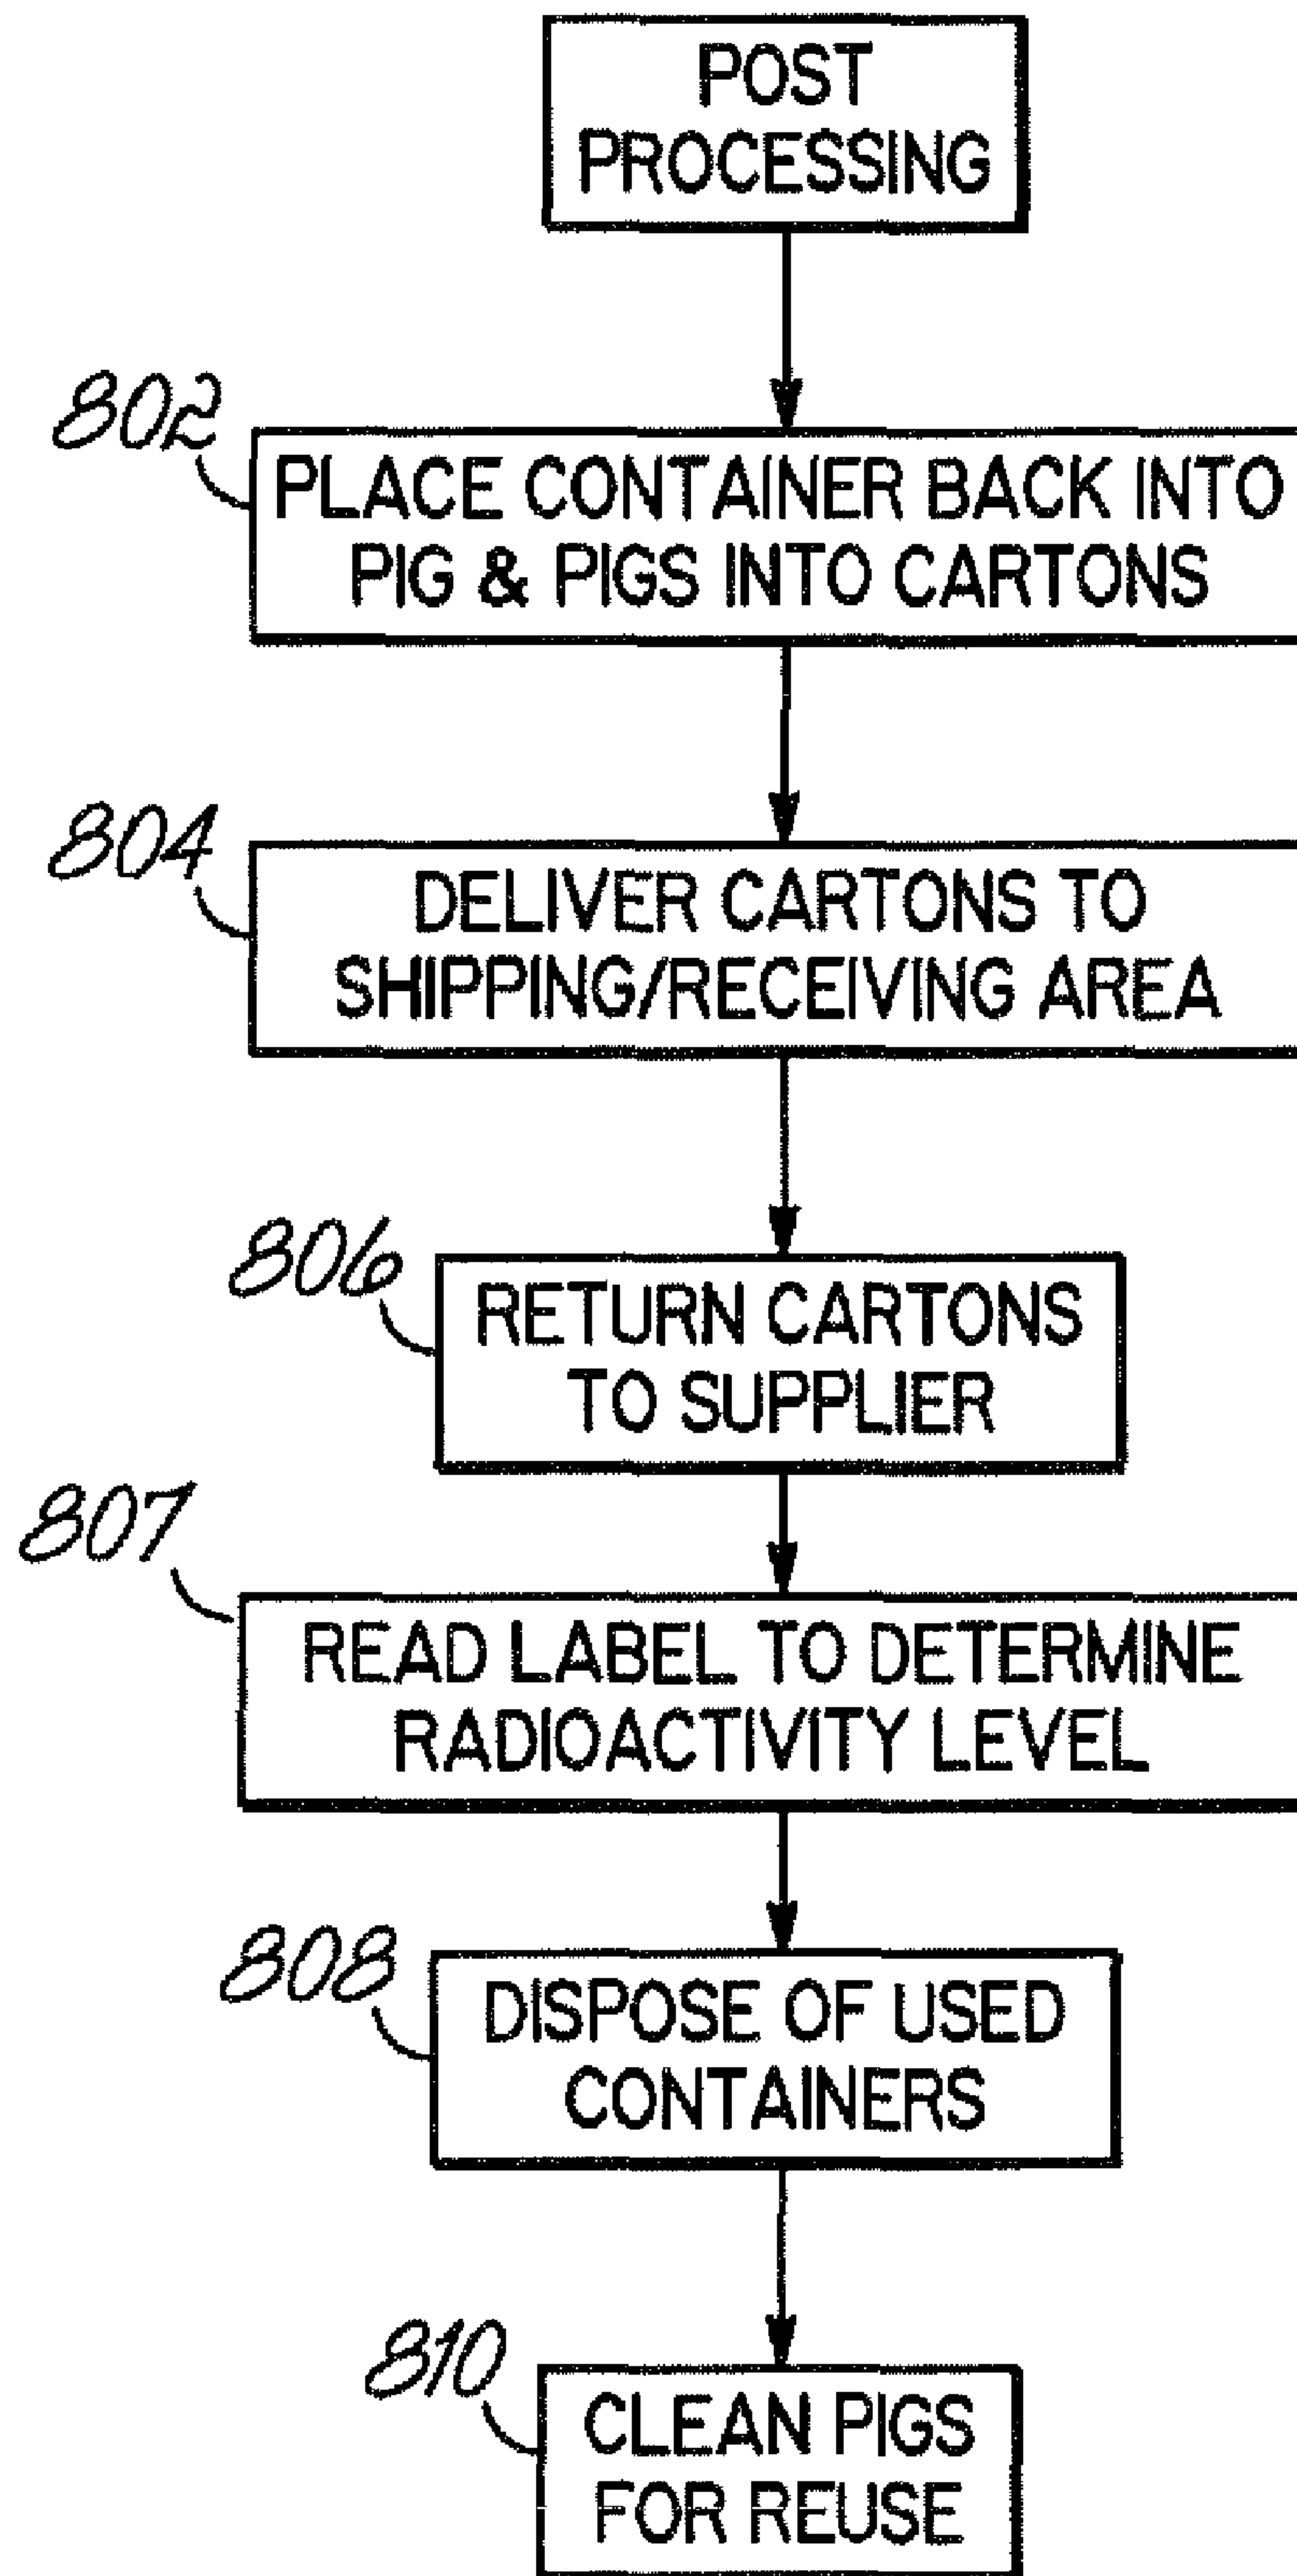 POST
PROCESSING
802
PLACE CONTAINER BACK INTO
PIG & PIGS INTO CARTONS
804
DELIVER CARTONS TO
SHIPPING/RECEIVING AREA
806
RETURN CARTONS
TO SUPPLIER
807
READ LABEL TO DETERMINE
RADIOACTIVITY LEVEL
808
DISPOSE OF USED
CONTAINERS
810
CLEAN PIGS
FOR REUSE